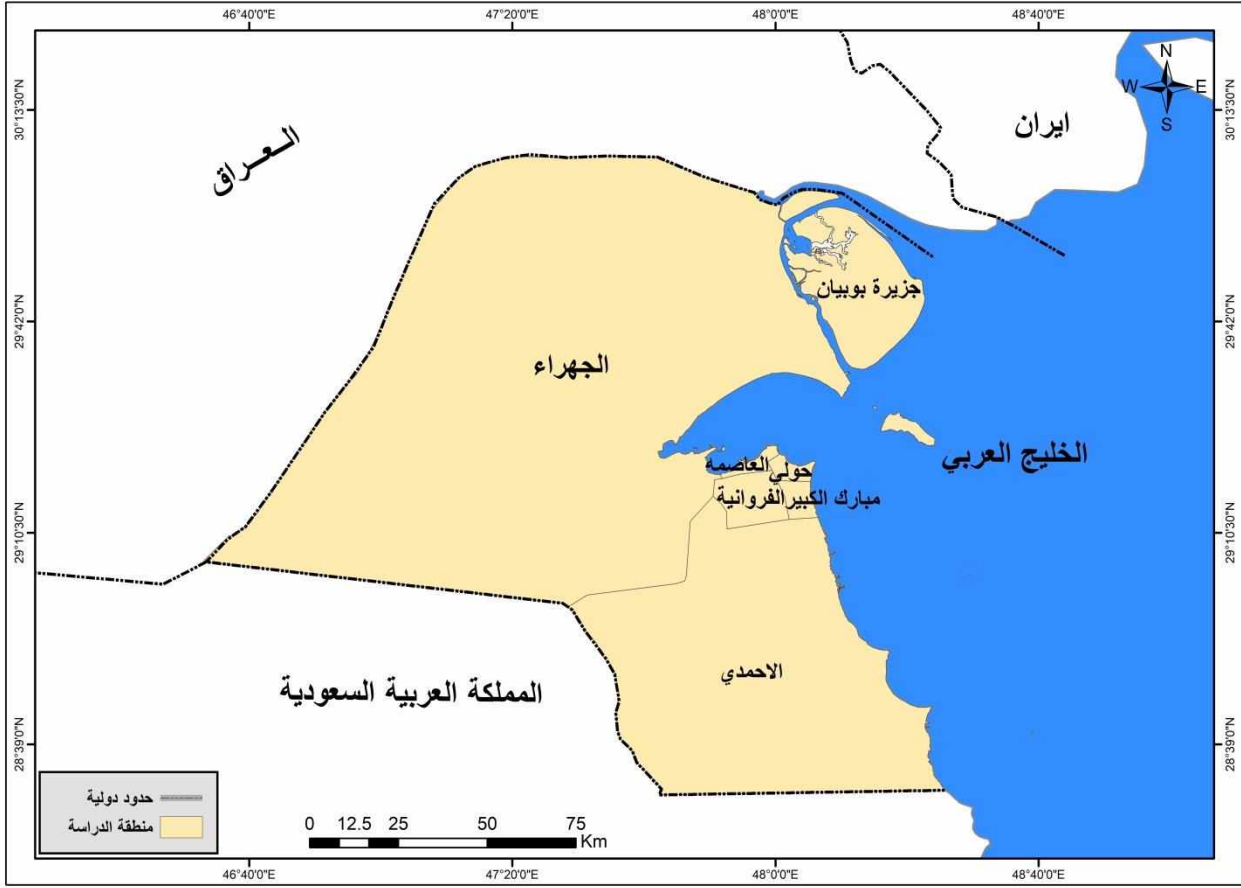 46°40'0"E 47°20'0"E 48°0'0"E 48°40'0"E
30°13'30"N
30°13'30"N
N
W E
S
ايران
العـراق
جزيرة بوبيان
29°42'0"N
29°42'0"N
الجهراء
الخليج العربي
العاصمه
حولي
مبارك الكبير
الفروانية
29°10'30"N
29°10'30"N
الاحمدي
المملكة العربية السعودية
28°39'0"N
28°39'0"N
حدود دولية
منطقة الدراسة
0 12.5 25 50 75
Km
46°40'0"E 47°20'0"E 48°0'0"E 48°40'0"E